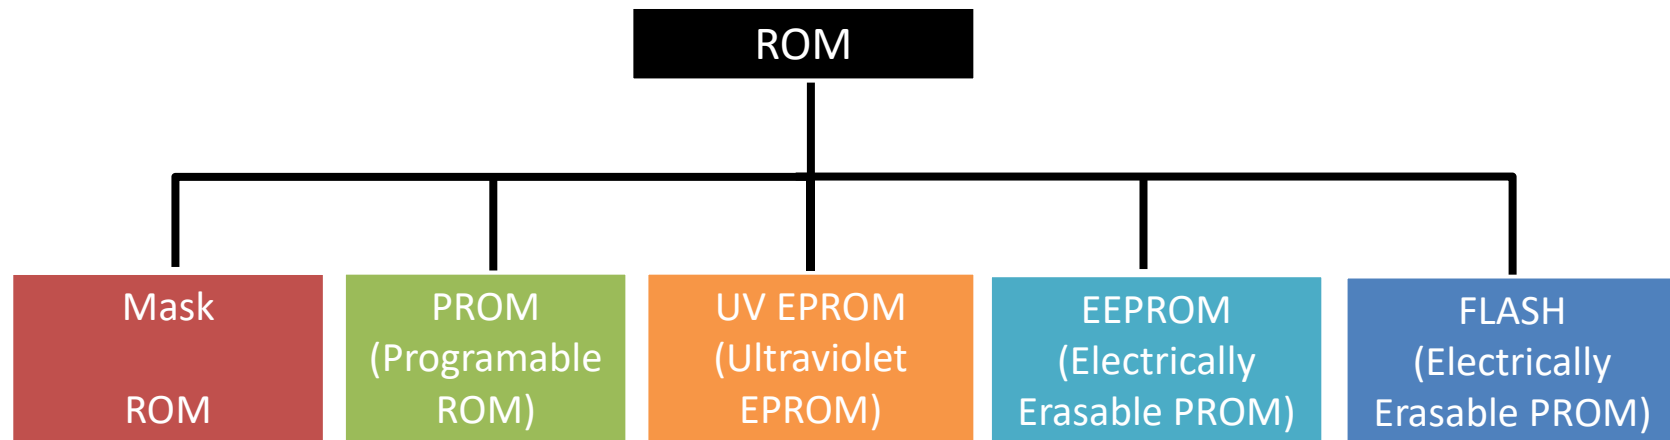 ROM
Mask
ROM
PROM
(Programable
ROM)
UV EPROM
(Ultraviolet
EPROM)
EEPROM
(Electrically
Erasable PROM)
FLASH
(Electrically
Erasable PROM)